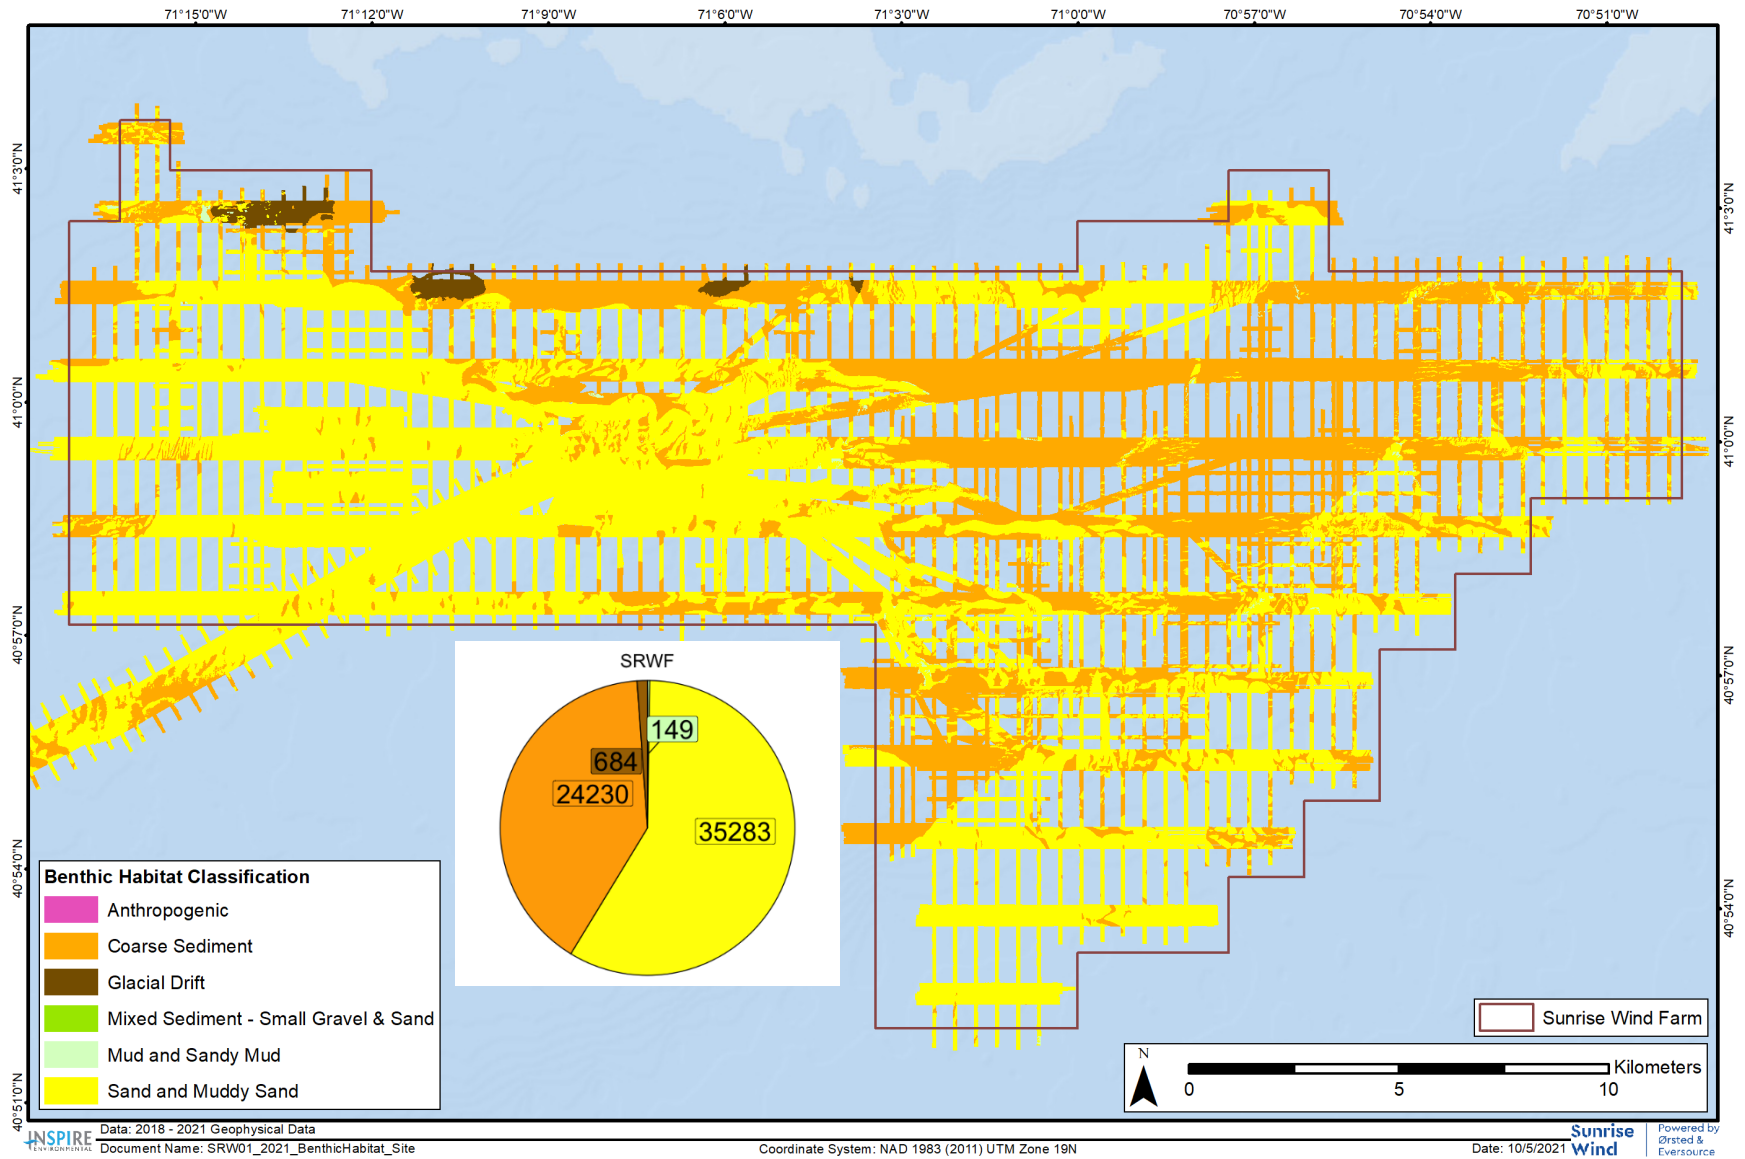 71°15'0"W 71°12'0"W 71°9'0"W 71°6'0"W 71°3'0"W 71°0'0"W 70°57'0"W 70°54'0"W 70°51'0"W
41°3'0"N
41°0'0"N
40°57'0"N
40°54'0"N
40°51'0"N
41°3'0"N
41°0'0"N
40°57'0"N
40°54'0"N
SRWF
149
684
24230
35283
Benthic Habitat Classification
Anthropogenic
Coarse Sediment
Glacial Drift
Mixed Sediment - Small Gravel & Sand
Mud and Sandy Mud
Sand and Muddy Sand
Sunrise Wind Farm
N
Kilometers
0 5 10
INSPIRE
ENVIRONMENTAL
Data: 2018 - 2021 Geophysical Data
Document Name: SRW01_2021_BenthicHabitat_Site
Coordinate System: NAD 1983 (2011) UTM Zone 19N
Date: 10/5/2021
Sunrise
Wind
Powered by
Ørsted &
Eversource